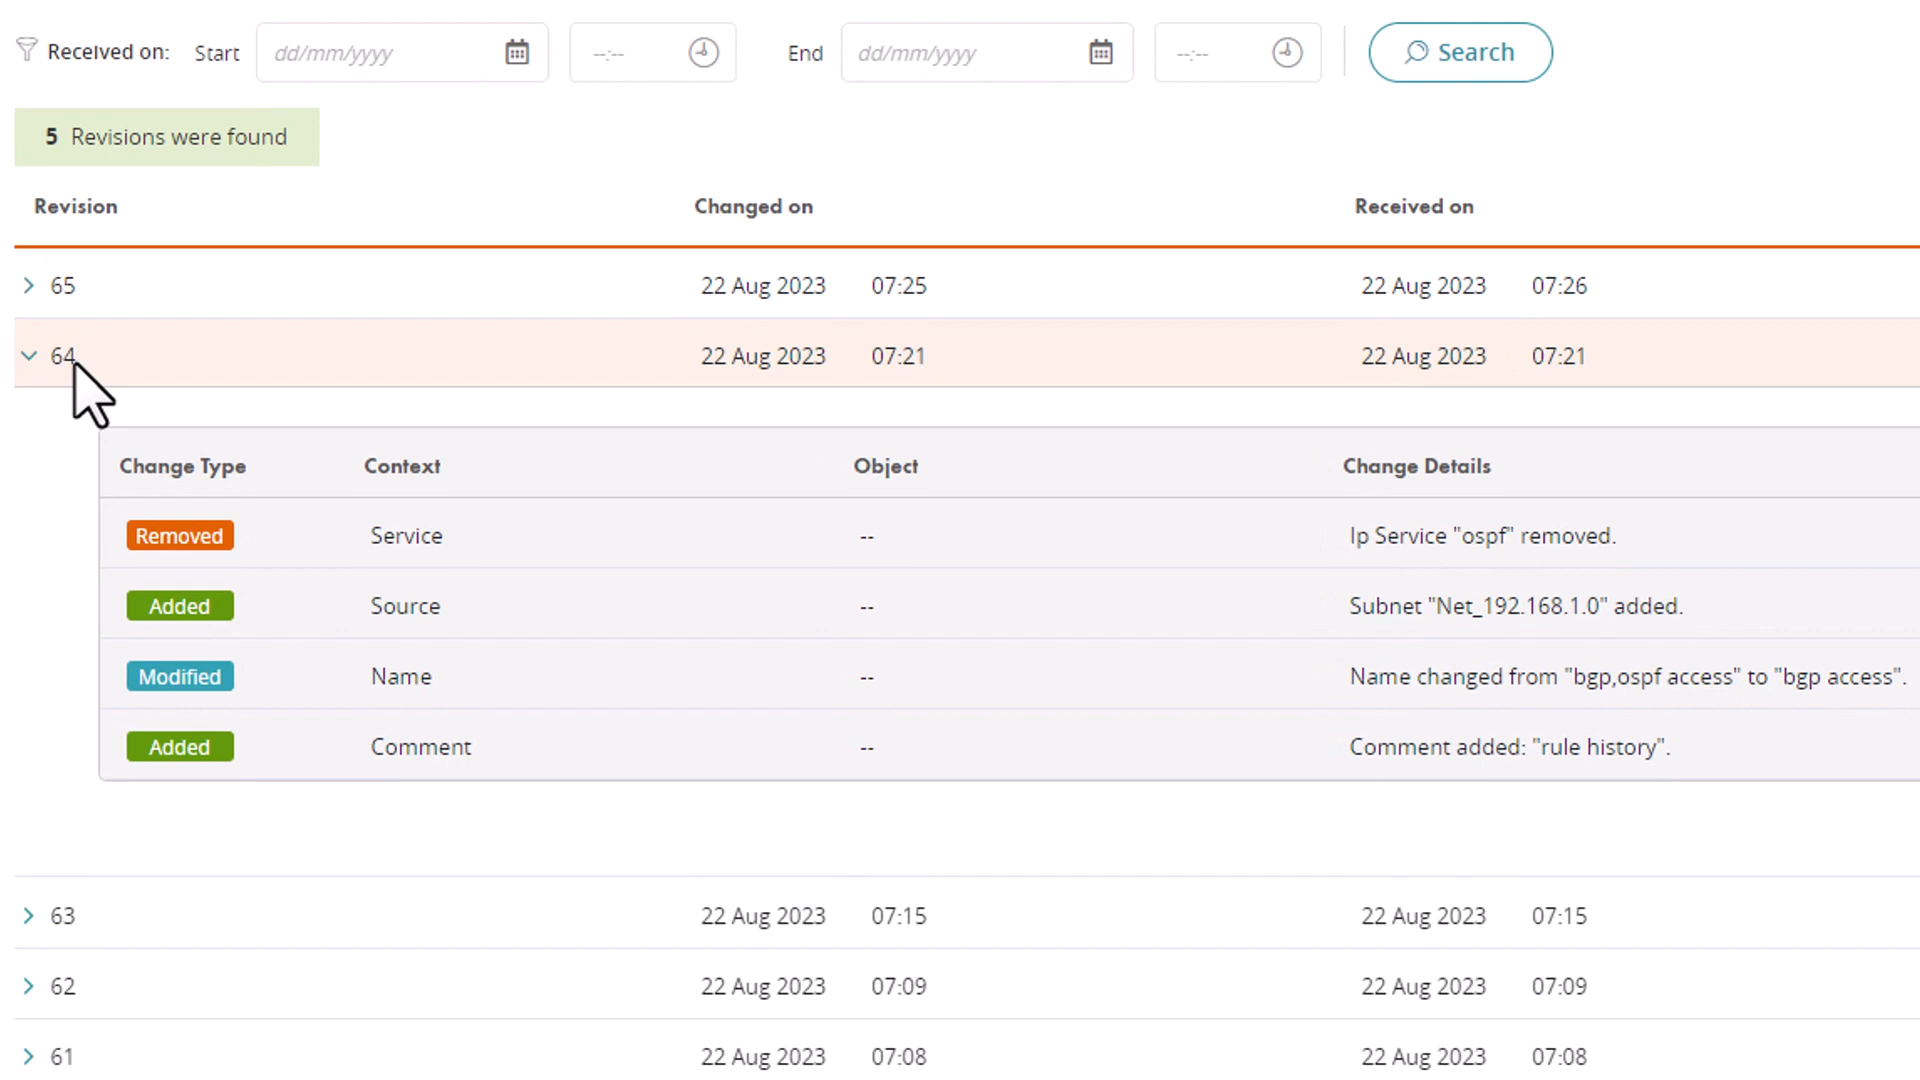 Received on: Start dd/mm/yyyy --:-- End dd/mm/yyyy --:-- Search
5 Revisions were found
Revision Changed on Received on
65 22 Aug 2023 07:25 22 Aug 2023 07:26
64 22 Aug 2023 07:21 22 Aug 2023 07:21
Change Type Context Object Change Details
Removed Service -- Ip Service "ospf" removed.
Added Source -- Subnet "Net_192.168.1.0" added.
Modified Name -- Name changed from "bgp,ospf access" to "bgp access".
Added Comment -- Comment added: "rule history".
63 22 Aug 2023 07:15 22 Aug 2023 07:15
62 22 Aug 2023 07:09 22 Aug 2023 07:09
61 22 Aug 2023 07:08 22 Aug 2023 07:08